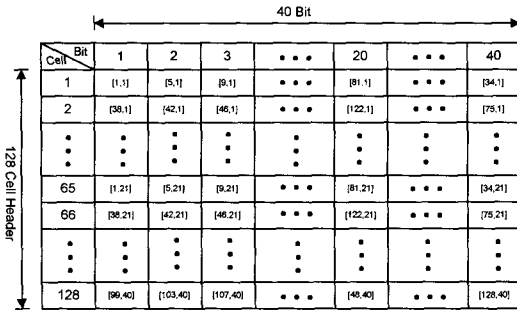 40 Bit
Bit
Cell
1 2 3 • • • 20 • • • 40
1 [1,1] [5,1] [9,1] • • • [81,1] • • • [34,1]
2 [38,1] [42,1] [46,1] • • • [122,1] • • • [75,1]
65 [1,21] [5,21] [9,21] • • • [81,21] • • • [34,21]
66 [38,21] [42,21] [46,21] • • • [122,21] • • • [75,21]
128 [99,40] [103,40] [107,40] • • • [48,40] • • • [128,40]
128 Cell Header